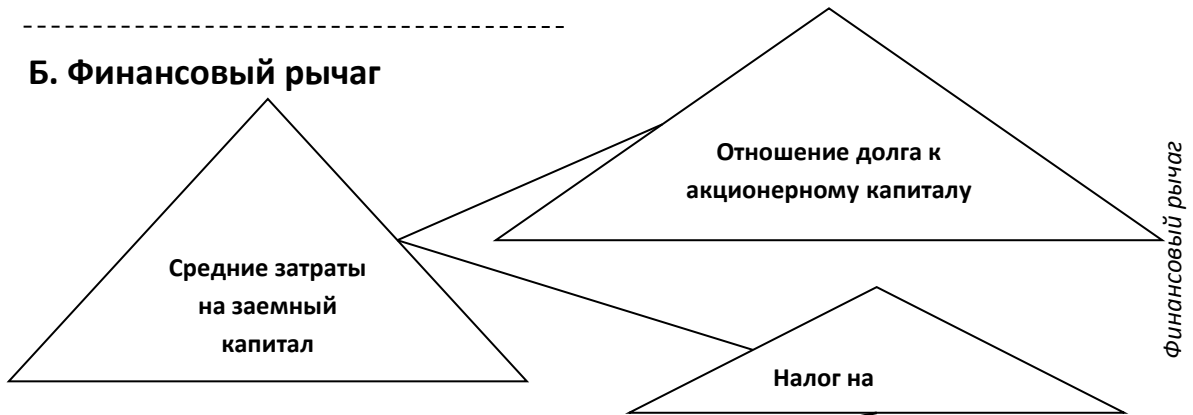 Б. Финансовый рычаг
Отношение долга к
акционерному капиталу
Финансовый рычаг
Средние затраты
на заемный
капитал
Налог на